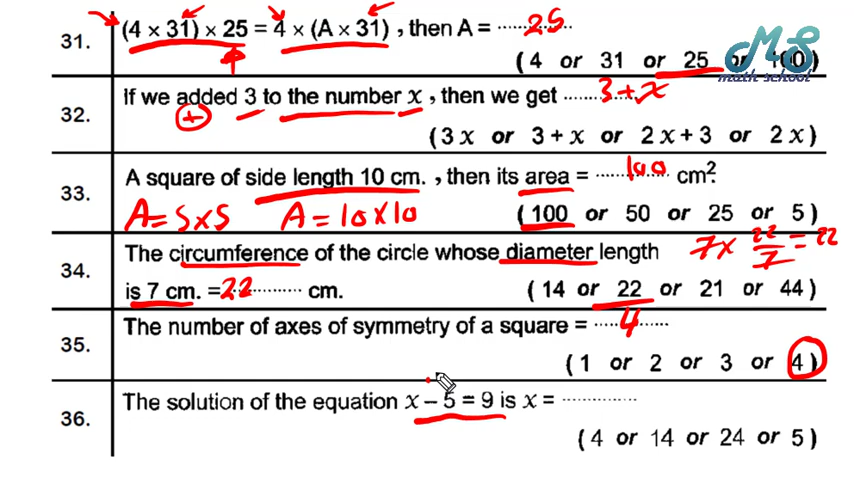 31. (4 × 31) × 25 = 4 × (A × 31) , then A = ........25........
(4 or 31 or 25 or 100)
MS
math school
32. If we added 3 to the number x , then we get ........3+x
+
(3 x or 3 + x or 2 x + 3 or 2 x)
33. A square of side length 10 cm. , then its area = ........100........ cm²
A=5×5 A=10×10
(100 or 50 or 25 or 5)
34. The circumference of the circle whose diameter length
7× 22/7 = 22
is 7 cm. = 22............ cm.
(14 or 22 or 21 or 44)
35. The number of axes of symmetry of a square = .....4......
(1 or 2 or 3 or 4)
36. The solution of the equation x – 5 = 9 is x = ................
(4 or 14 or 24 or 5)